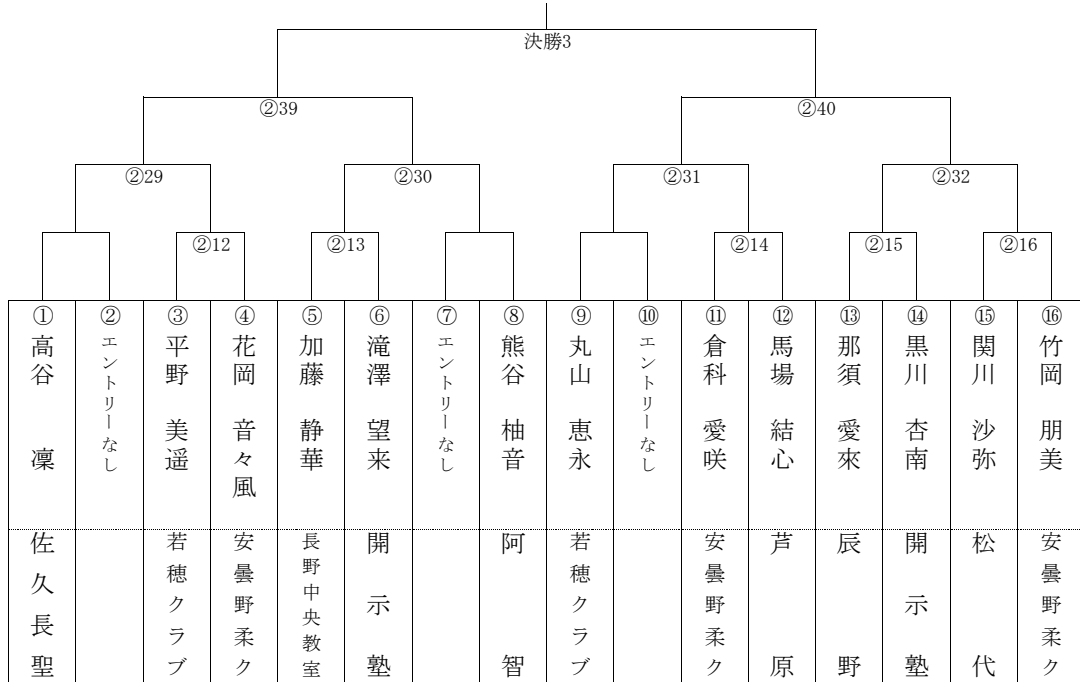 決勝3
②39
②40
②29
②30
②31
②32
②12
②13
②14
②15
②16
①
高谷 凜
佐久長聖
②
エントリーなし
③
平野 美遥
若穂クラブ
④
花岡 音々風
安曇野柔ク
⑤
加藤 静華
長野中央教室
⑥
滝澤 望来
開示塾
⑦
エントリーなし
⑧
熊谷 柚音
阿智
⑨
丸山 恵永
若穂クラブ
⑩
エントリーなし
⑪
倉科 愛咲
安曇野柔ク
⑫
馬場 結心
芦原
⑬
那須 愛來
辰野
⑭
黒川 杏南
開示塾
⑮
関川 沙弥
松代
⑯
竹岡 朋美
安曇野柔ク